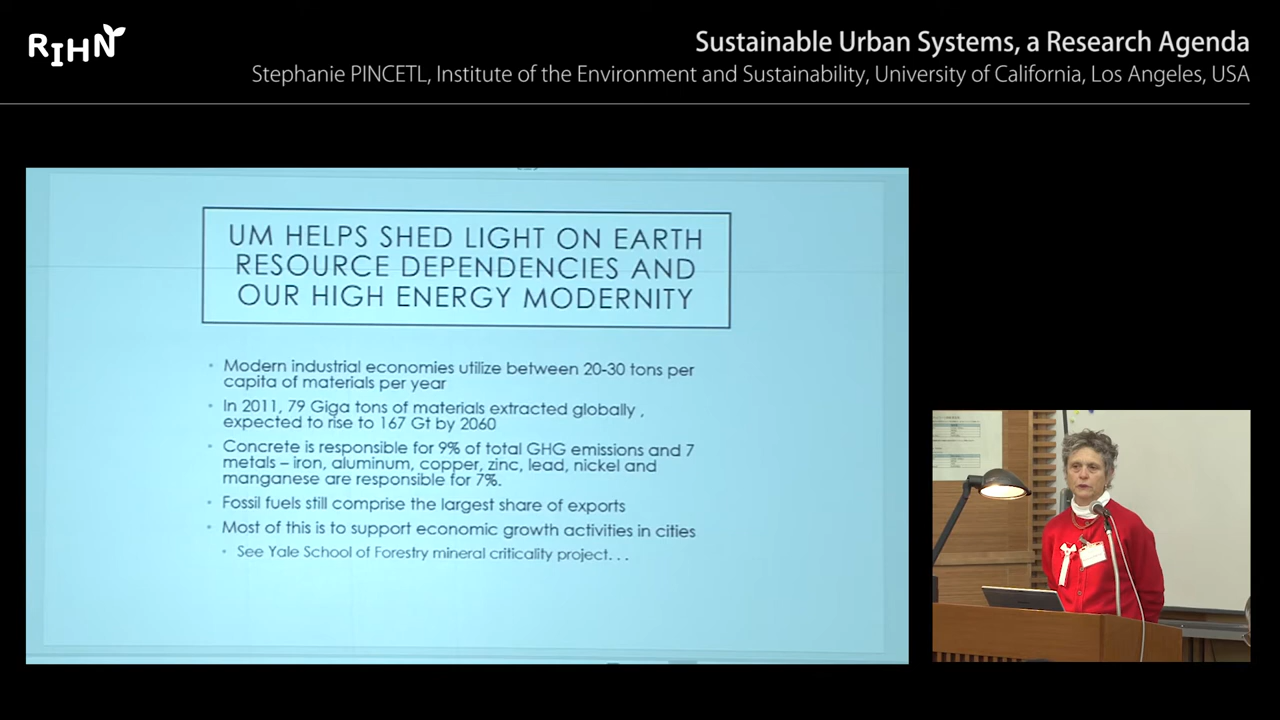 RIHN
Sustainable Urban Systems, a Research Agenda
Stephanie PINCETL, Institute of the Environment and Sustainability, University of California, Los Angeles, USA
UM HELPS SHED LIGHT ON EARTH
RESOURCE DEPENDENCIES AND
OUR HIGH ENERGY MODERNITY
• Modern industrial economies utilize between 20-30 tons per
capita of materials per year
• In 2011, 79 Giga tons of materials extracted globally ,
expected to rise to 167 Gt by 2060
• Concrete is responsible for 9% of total GHG emissions and 7
metals – iron, aluminum, copper, zinc, lead, nickel and
manganese are responsible for 7%.
• Fossil fuels still comprise the largest share of exports
• Most of this is to support economic growth activities in cities
• See Yale School of Forestry mineral criticality project. . .